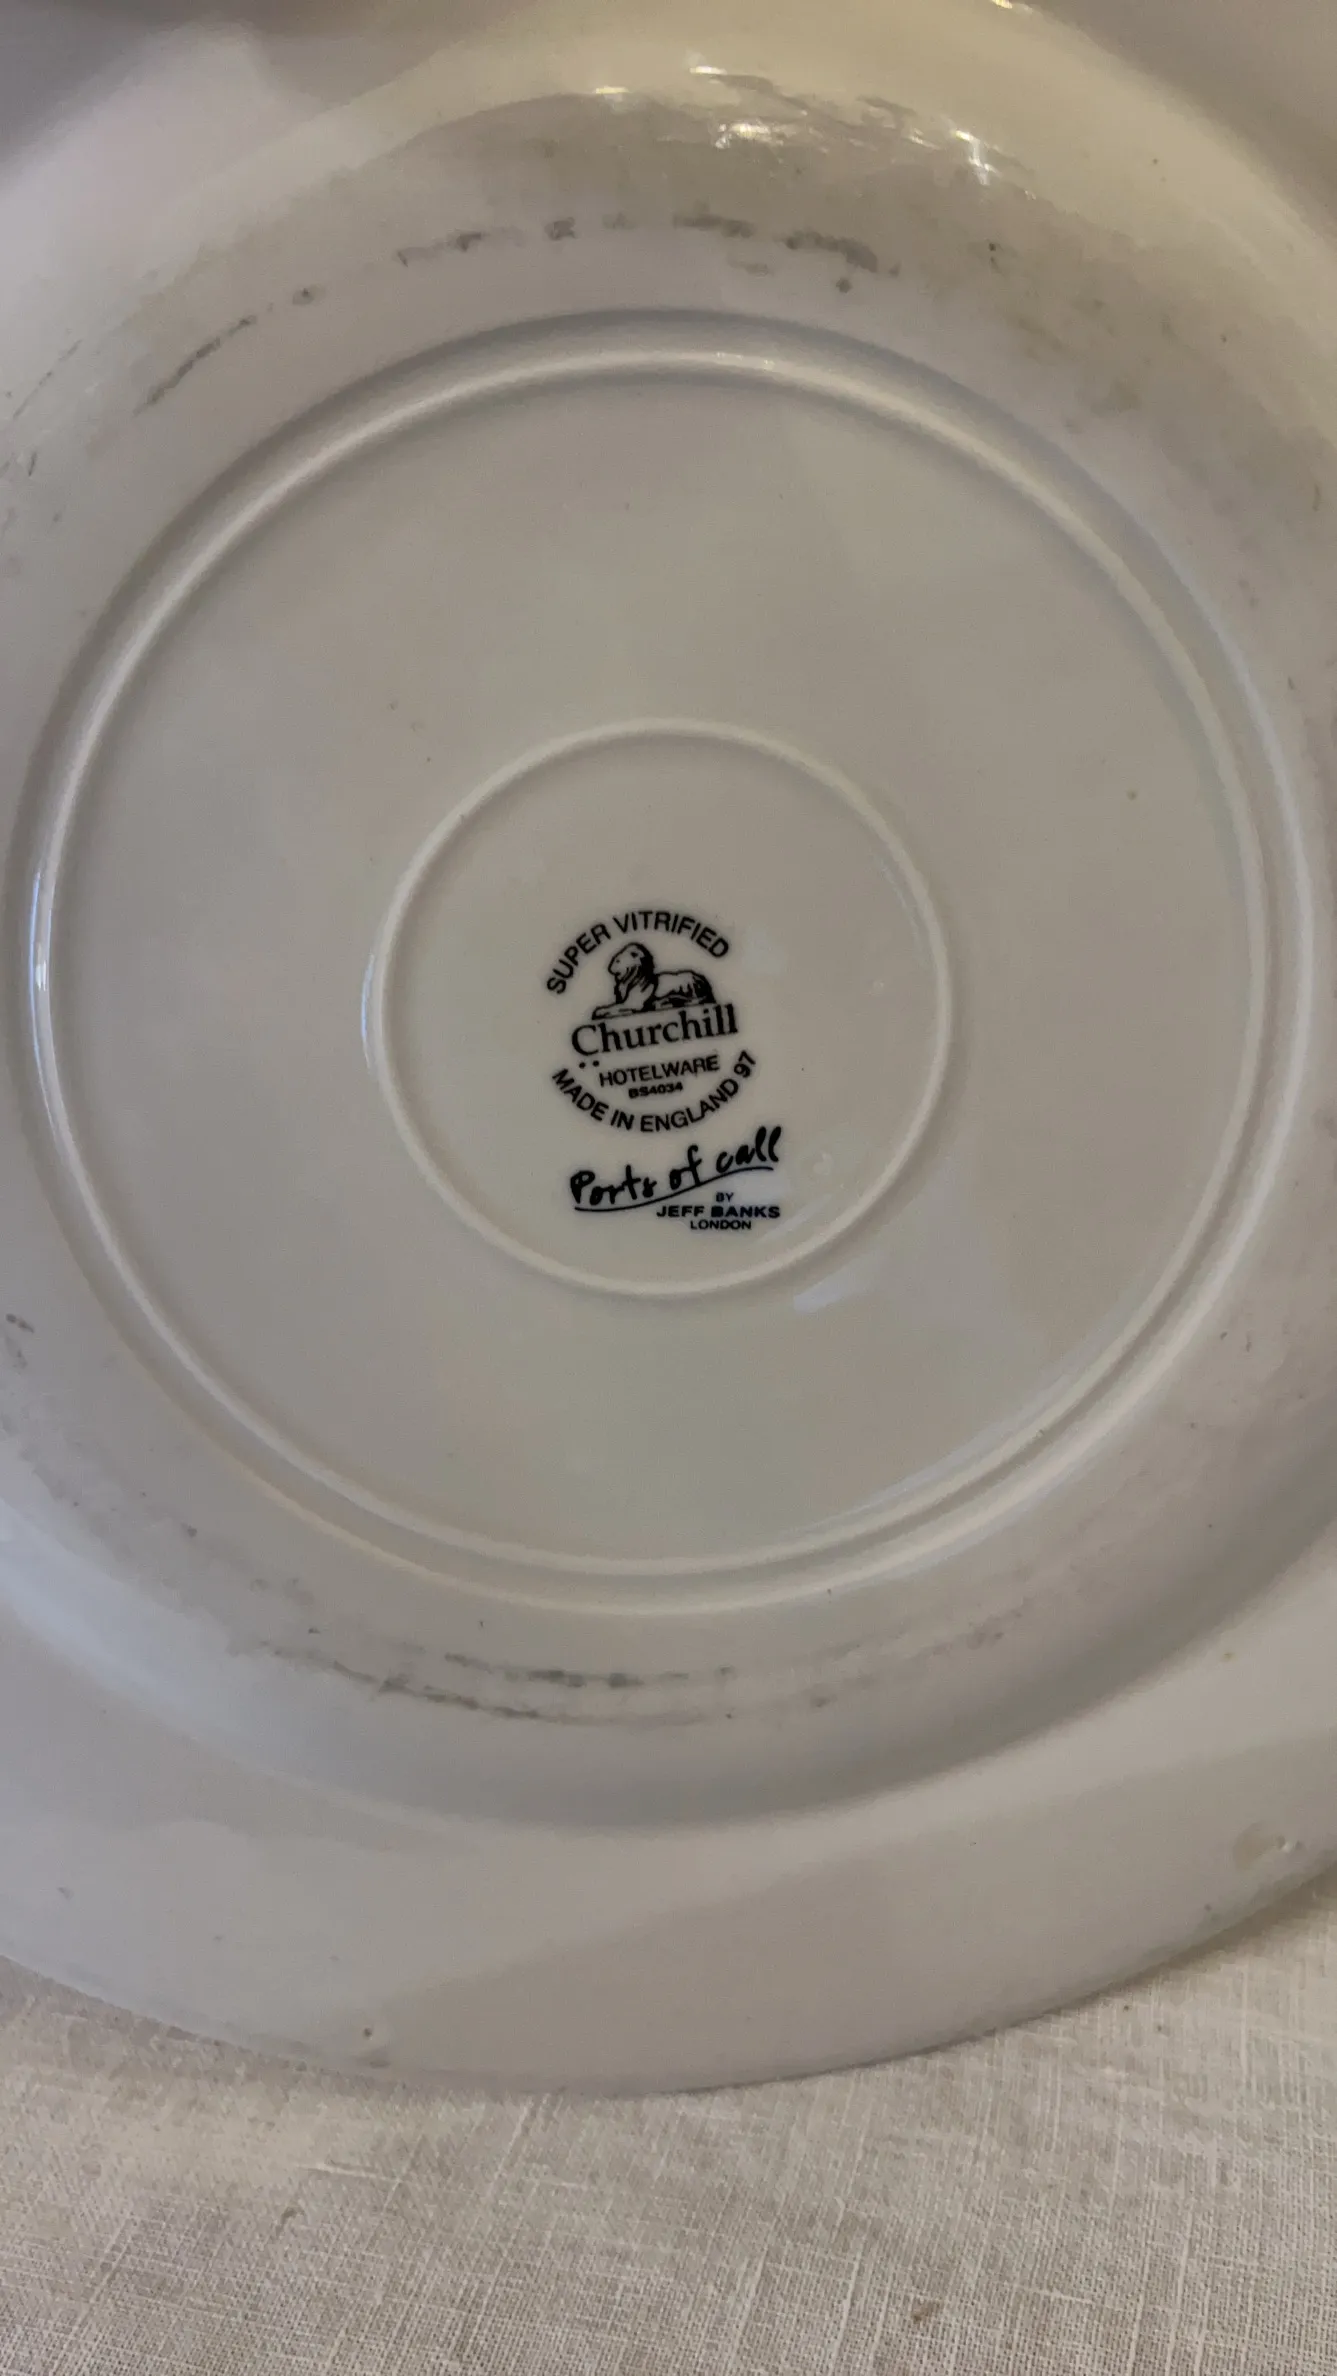 SUPER VITRIFIED
Churchill
HOTELWARE
BS4034
MADE IN ENGLAND 97
Ports of call
BY
JEFF BANKS
LONDON